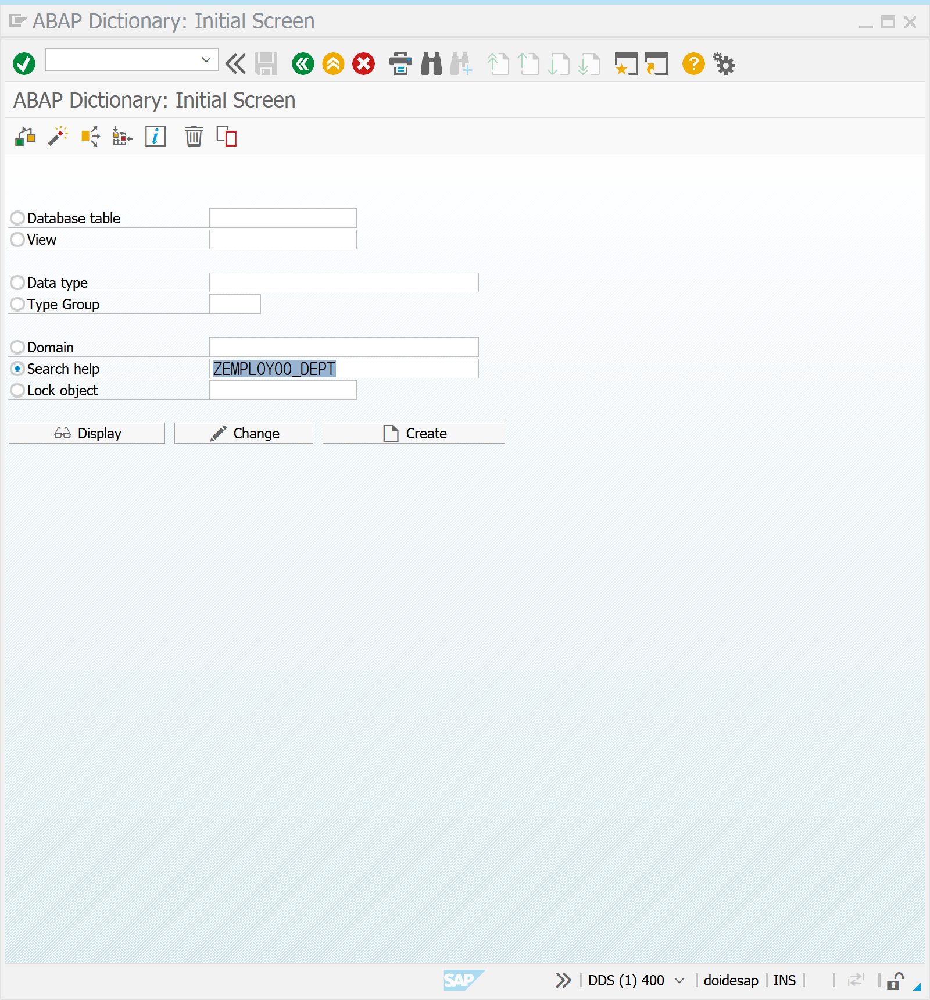 ABAP Dictionary: Initial Screen
ABAP Dictionary: Initial Screen
Database table
View
Data type
Type Group
Domain
Search help ZEMPLOYOO_DEPT
Lock object
Display Change Create
SAP DDS (1) 400 doidesap INS